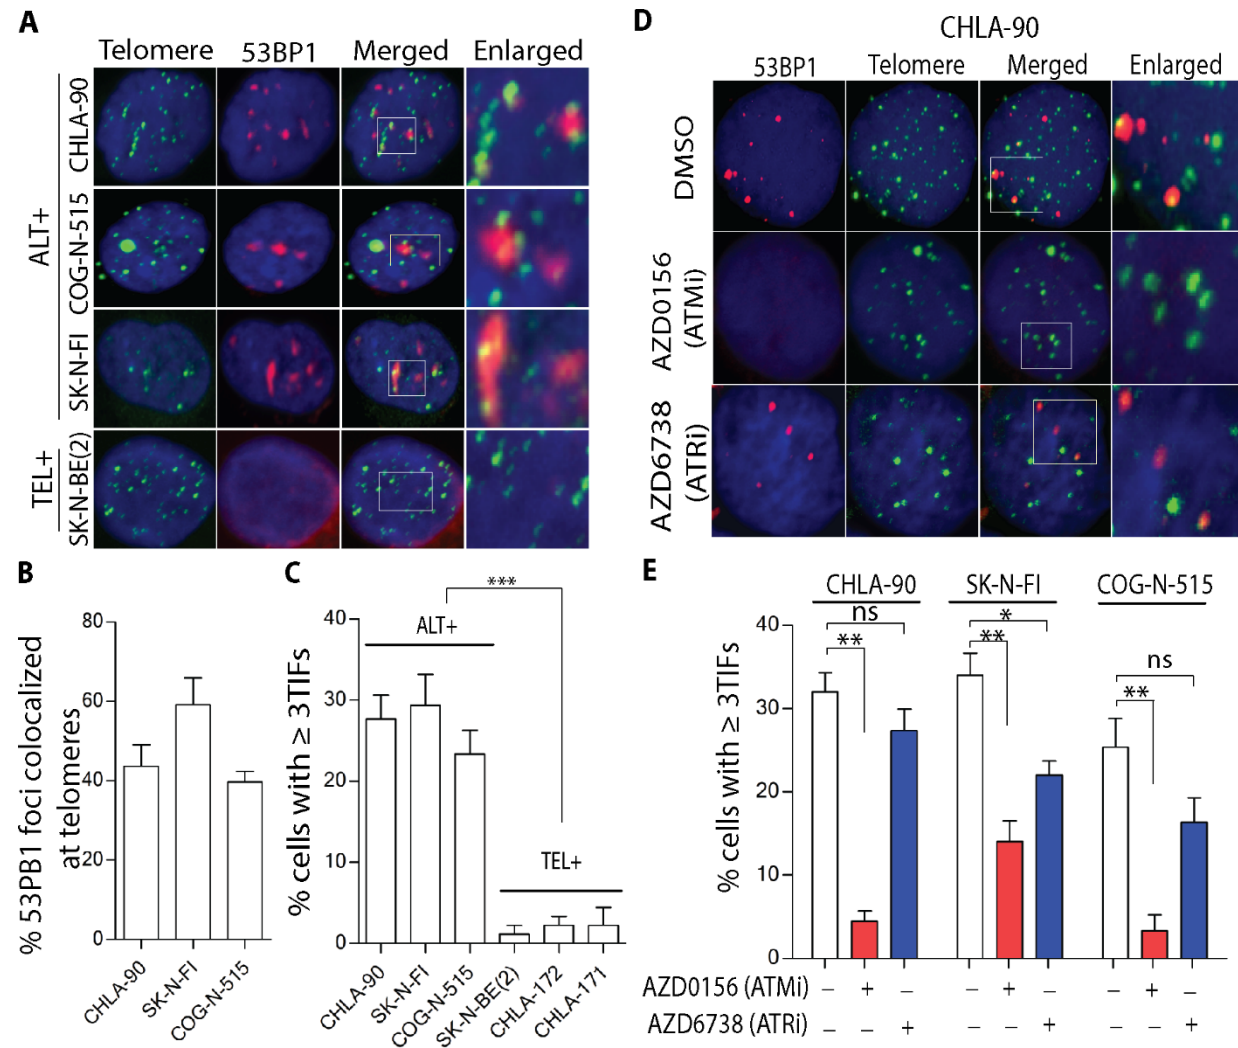 A
Telomere 53BP1 Merged Enlarged
ALT+
CHLA-90
COG-N-515
SK-N-FI
TEL+
SK-N-BE(2)
D
CHLA-90
53BP1 Telomere Merged Enlarged
DMSO
AZD0156
(ATMi)
AZD6738
(ATRi)
B
% 53PB1 foci colocalized
at telomeres
80
60
40
20
0
CHLA-90
SK-N-FI
COG-N-515
C
% cells with ≥ 3TIFs
40
30
20
10
0
***
ALT+
TEL+
CHLA-90
SK-N-FI
COG-N-515
SK-N-BE(2)
CHLA-172
CHLA-171
E
CHLA-90 SK-N-FI COG-N-515
% cells with ≥ 3TIFs
40
30
20
10
0
ns
**
*
**
ns
**
AZD0156 (ATMi) – + – – + – – + –
AZD6738 (ATRi) – – + – – + – – +